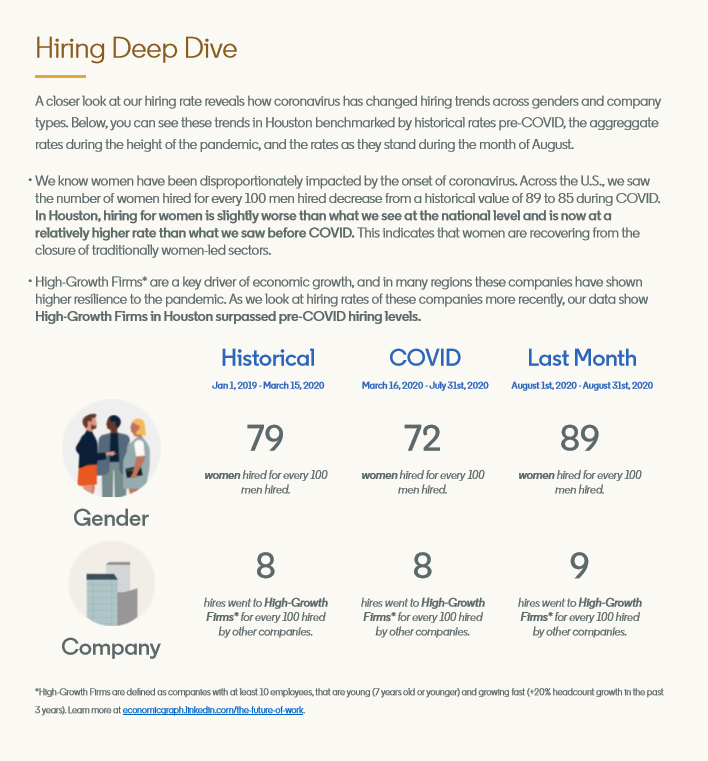 Hiring Deep Dive
A closer look at our hiring rate reveals how coronavirus has changed hiring trends across genders and company
types. Below, you can see these trends in Houston benchmarked by historical rates pre-COVID, the aggreggate
rates during the height of the pandemic, and the rates as they stand during the month of August.
• We know women have been disproportionately impacted by the onset of coronavirus. Across the U.S., we saw
the number of women hired for every 100 men hired decrease from a historical value of 89 to 85 during COVID.
In Houston, hiring for women is slightly worse than what we see at the national level and is now at a
relatively higher rate than what we saw before COVID. This indicates that women are recovering from the
closure of traditionally women-led sectors.
• High-Growth Firms* are a key driver of economic growth, and in many regions these companies have shown
higher resilience to the pandemic. As we look at hiring rates of these companies more recently, our data show
High-Growth Firms in Houston surpassed pre-COVID hiring levels.
Historical COVID Last Month
Jan 1, 2019 - March 15, 2020 March 16, 2020 - July 31st, 2020 August 1st, 2020 - August 31st, 2020
79 72 89
women hired for every 100 women hired for every 100 women hired for every 100
men hired. men hired. men hired.
Gender
8 8 9
hires went to High-Growth hires went to High-Growth hires went to High-Growth
Firms* for every 100 hired Firms* for every 100 hired Firms* for every 100 hired
by other companies. by other companies. by other companies.
Company
*High-Growth Firms are defined as companies with at least 10 employees, that are young (7 years old or younger) and growing fast (+20% headcount growth in the past
3 years). Learn more at economicgraph.linkedin.com/the-future-of-work.